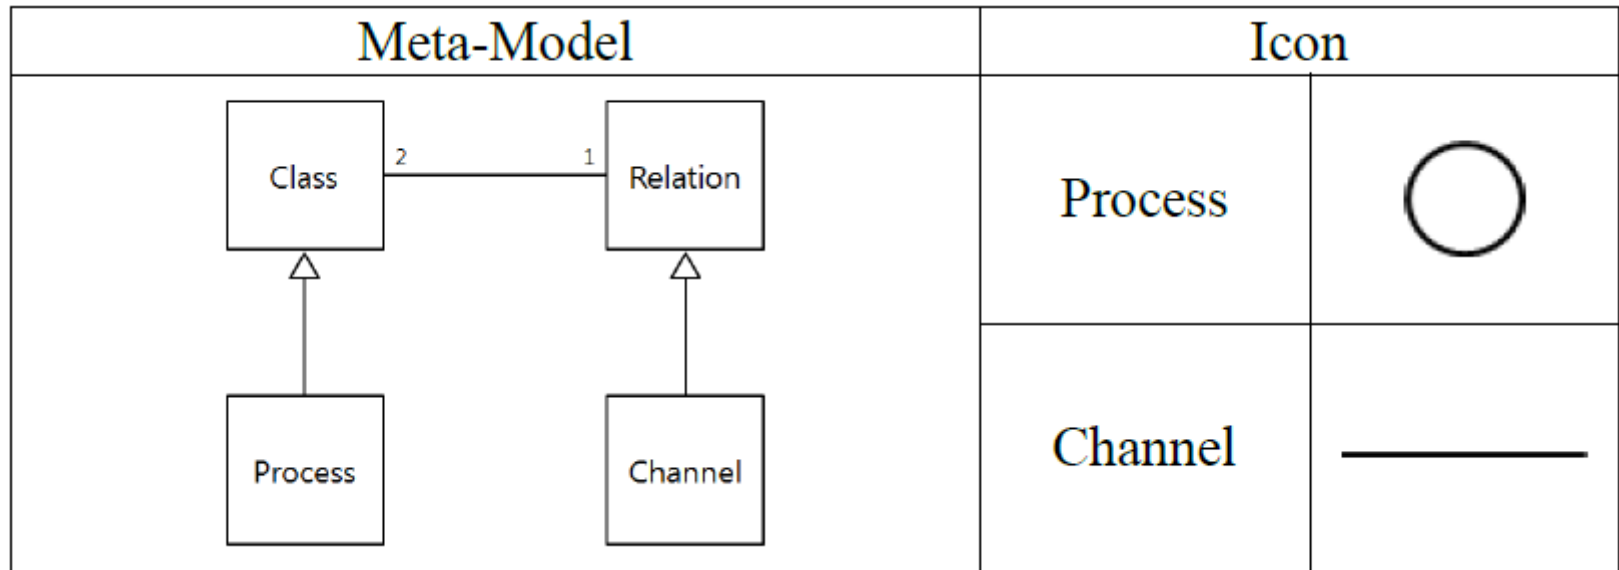 Meta-Model
Icon
Class
2
1
Relation
Process
Process
Channel
Channel